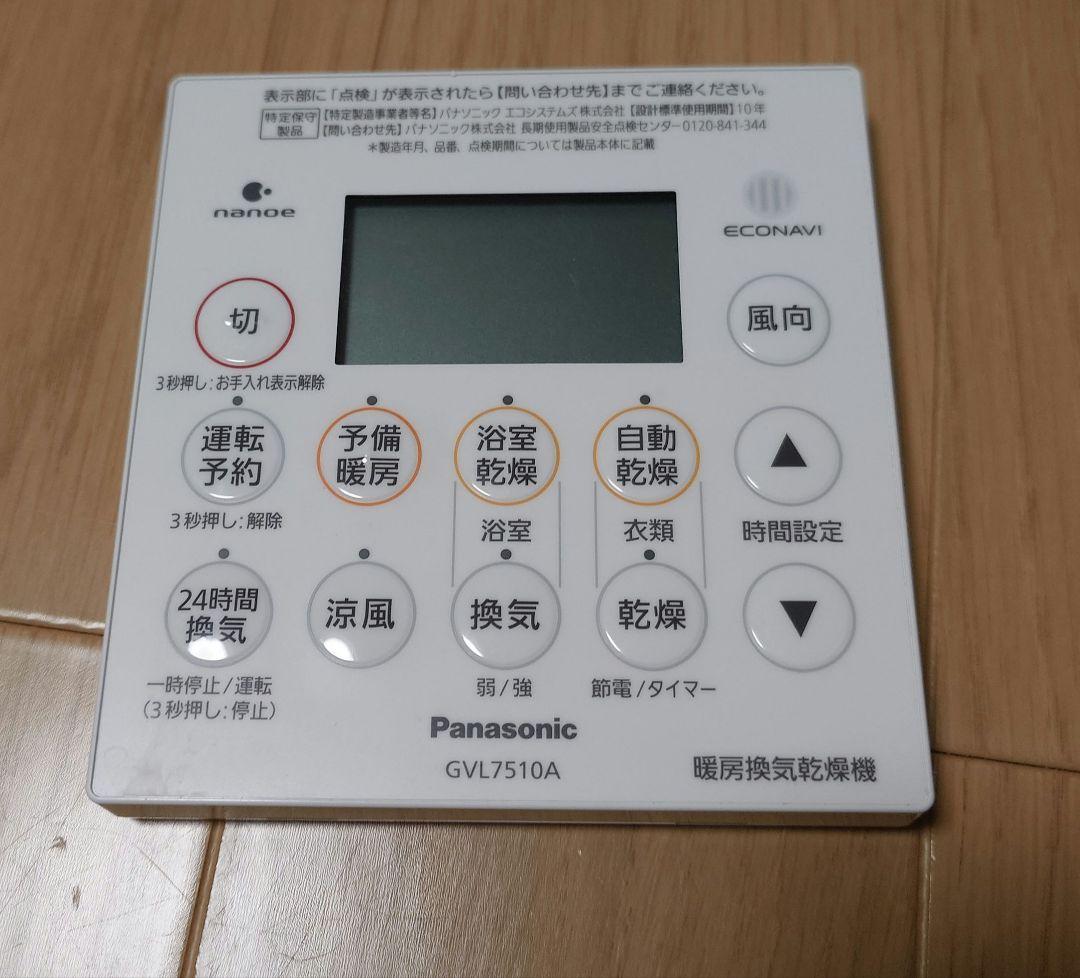 表示部に「点検」が表示されたら【問い合わせ先】までご連絡ください。
特定保守製品
【特定製造事業者等名】パナソニック エコシステムズ 株式会社 【設計標準使用期間】10年
【問い合わせ先】パナソニック株式会社 長期使用製品安全点検センター 0120-841-344
＊製造年月、品番、点検期間については製品本体に記載
nanoe
ECONAVI
切
風向
3秒押し:お手入れ表示解除
運転
予約
予備
暖房
浴室
乾燥
自動
乾燥
▲
3秒押し:解除
浴室
衣類
時間設定
24時間
換気
涼風
換気
乾燥
▼
一時停止/運転
(3秒押し:停止)
弱/強
節電/タイマー
Panasonic
GVL7510A
暖房換気乾燥機